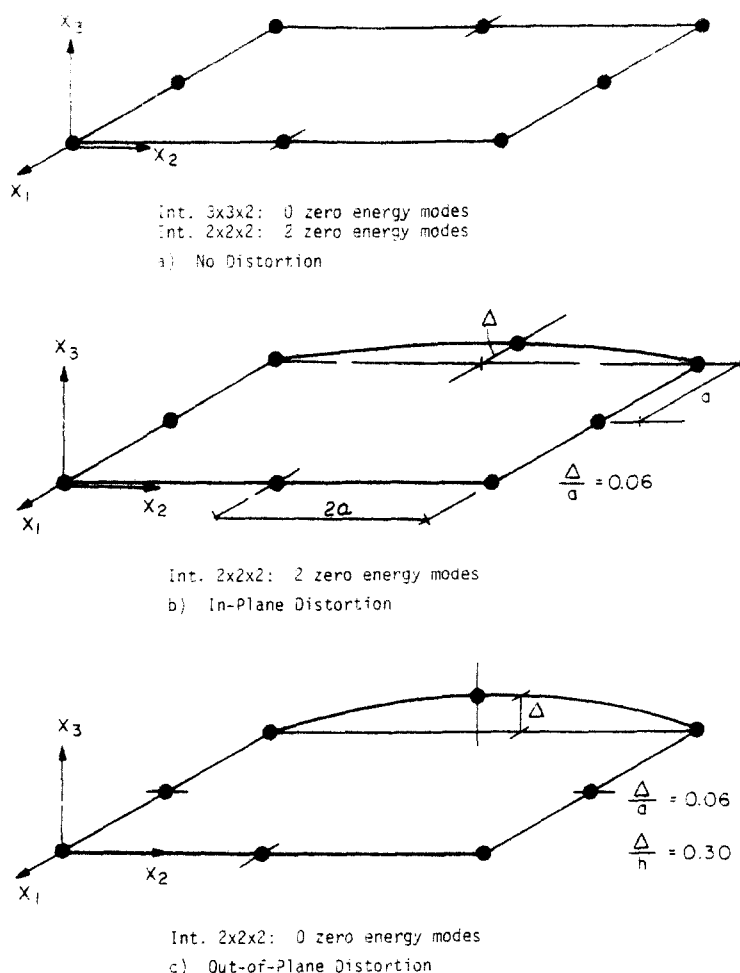 X₃
X₂
X₁
Int. 3x3x2: 0 zero energy modes
Int. 2x2x2: 2 zero energy modes
a) No Distortion
Δ
X₃
a
Δ/a = 0.06
X₂
X₁
2a
Int. 2x2x2: 2 zero energy modes
b) In-Plane Distortion
Δ
X₃
Δ/a = 0.06
Δ/h = 0.30
X₂
X₁
Int. 2x2x2: 0 zero energy modes
c) Out-of-Plane Distortion